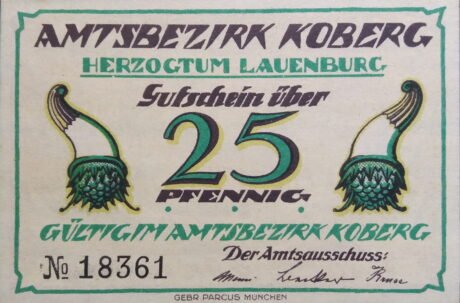 AMTSBEZIRK KOBERG
HERZOGTUM LAUENBURG
Gutschein über
25
PFENNIG
GÜLTIG IM AMTSBEZIRK KOBERG
Der Amtsausschuss:
No 18361
GEBR PARCUS MÜNCHEN